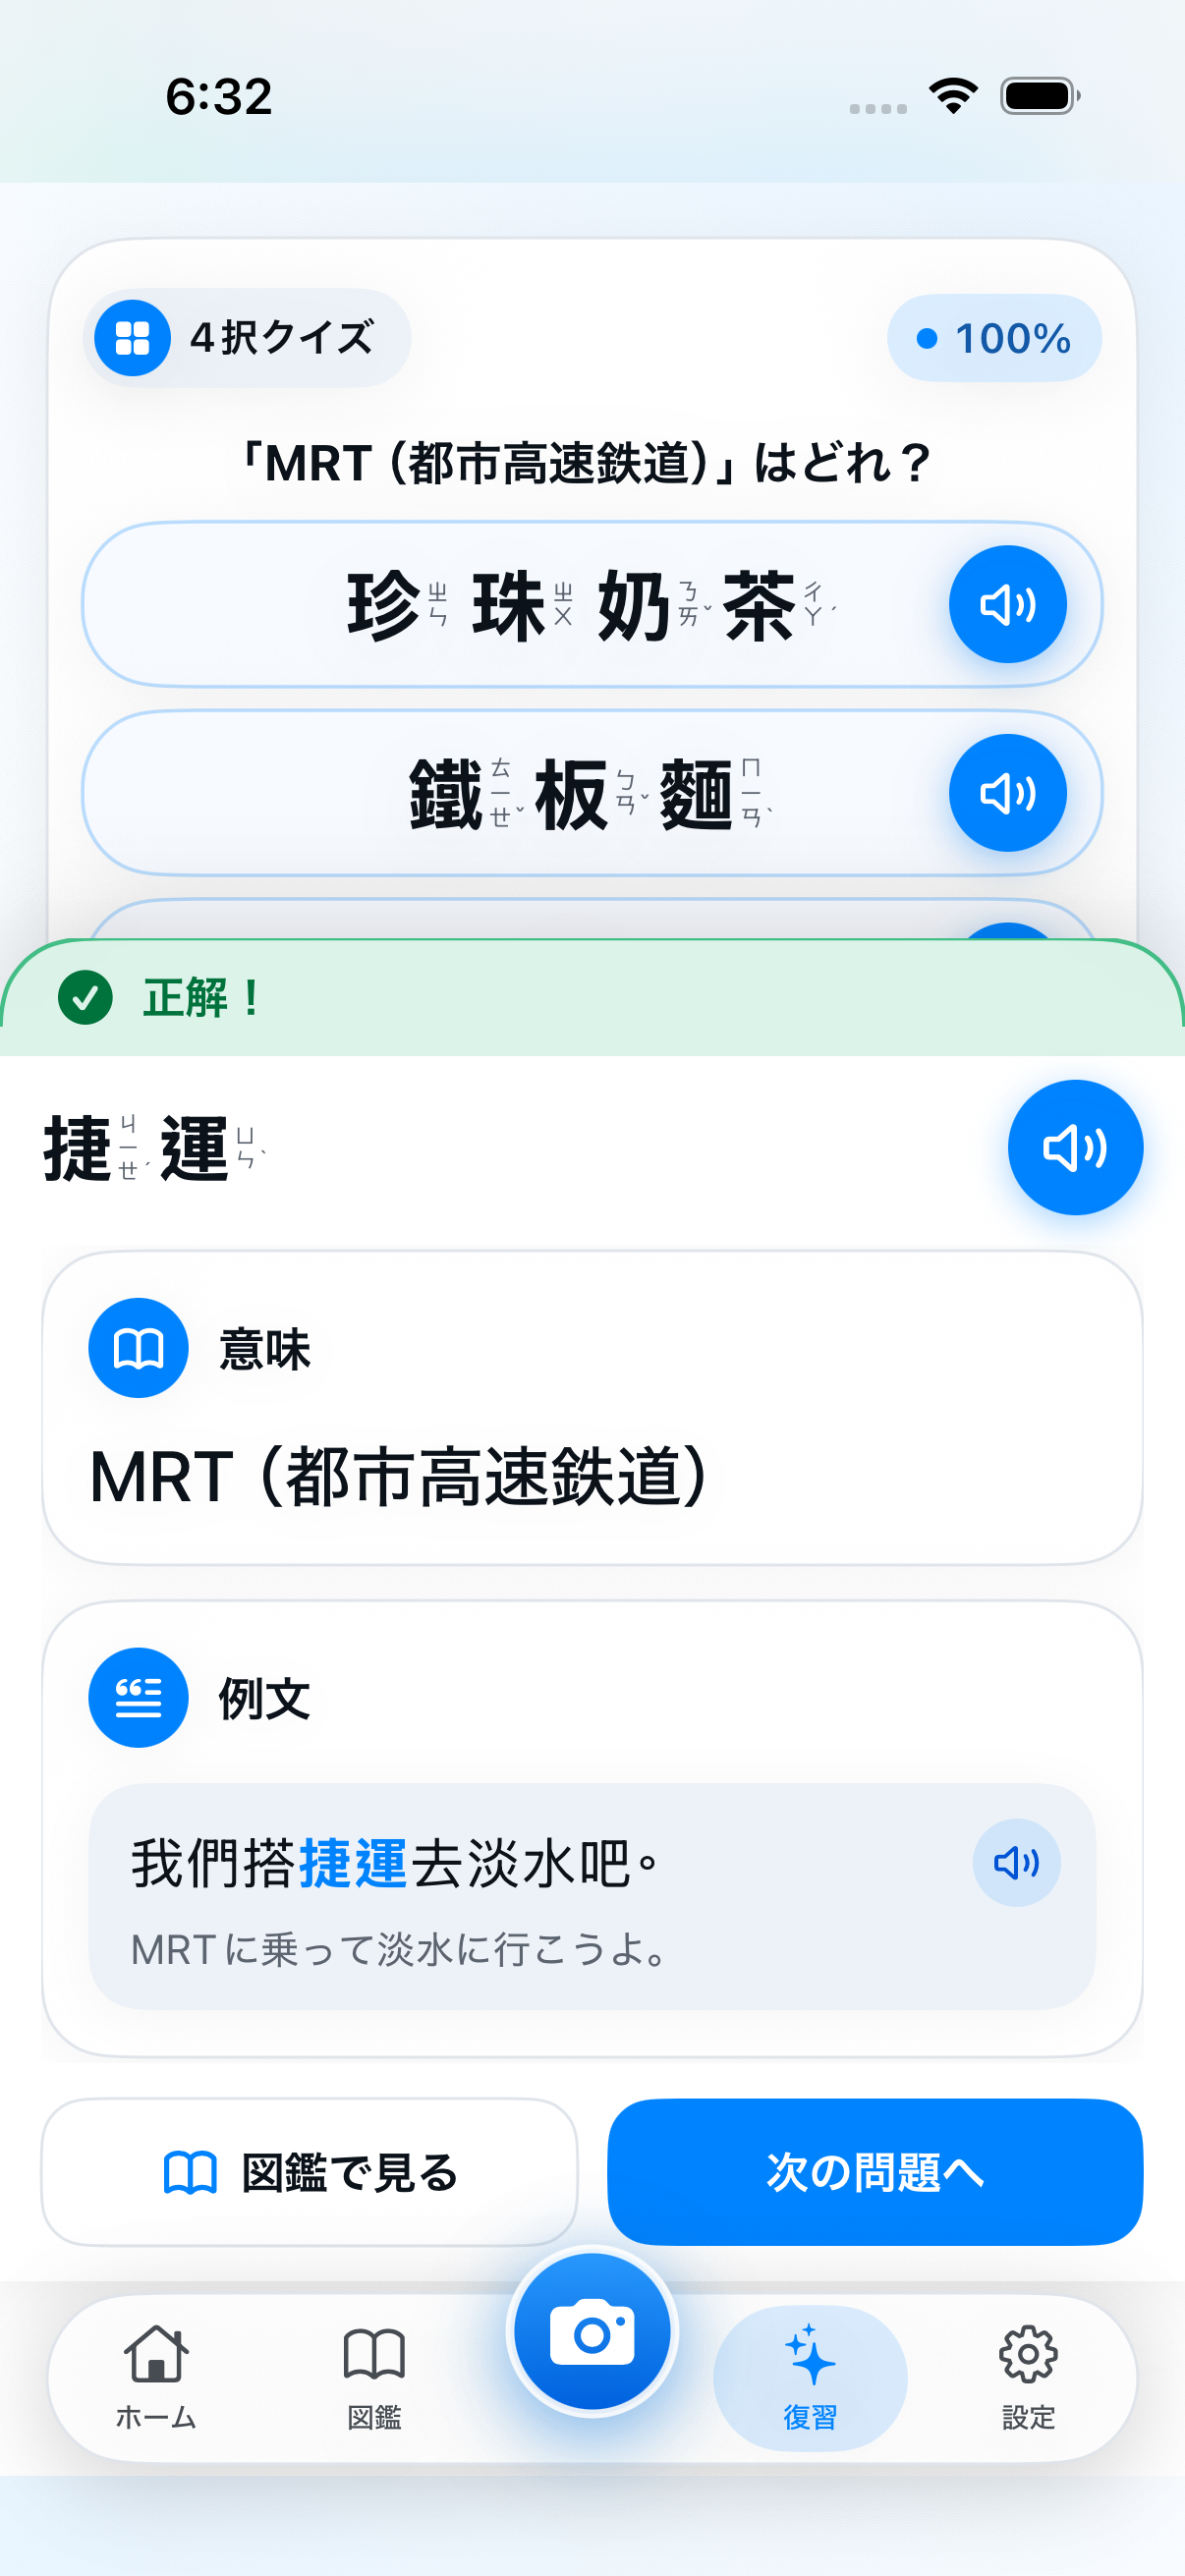 6:32
4択クイズ
100%
「MRT（都市高速鉄道）」はどれ？
珍ㄓㄣ 珠ㄓㄨ 奶ㄋㄞˇ 茶ㄔㄚˊ
鐵ㄊㄧㄝˇ 板ㄅㄢˇ 麵ㄇㄧㄢˋ
正解！
捷ㄐㄧㄝˊ 運ㄩㄣˋ
意味
MRT（都市高速鉄道）
例文
我們搭捷運去淡水吧。
MRTに乗って淡水に行こうよ。
図鑑で見る
次の問題へ
ホーム
図鑑
復習
設定